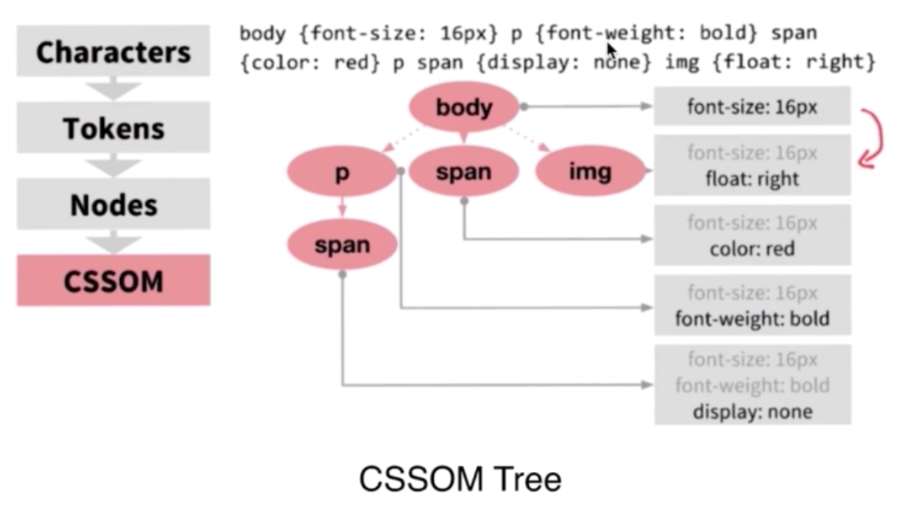 Characters
Tokens
Nodes
CSSOM
body {font-size: 16px} p {font-weight: bold} span
{color: red} p span {display: none} img {float: right}
body
p
span
img
span
font-size: 16px
font-size: 16px
float: right
font-size: 16px
color: red
font-size: 16px
font-weight: bold
font-size: 16px
font-weight: bold
display: none
CSSOM Tree